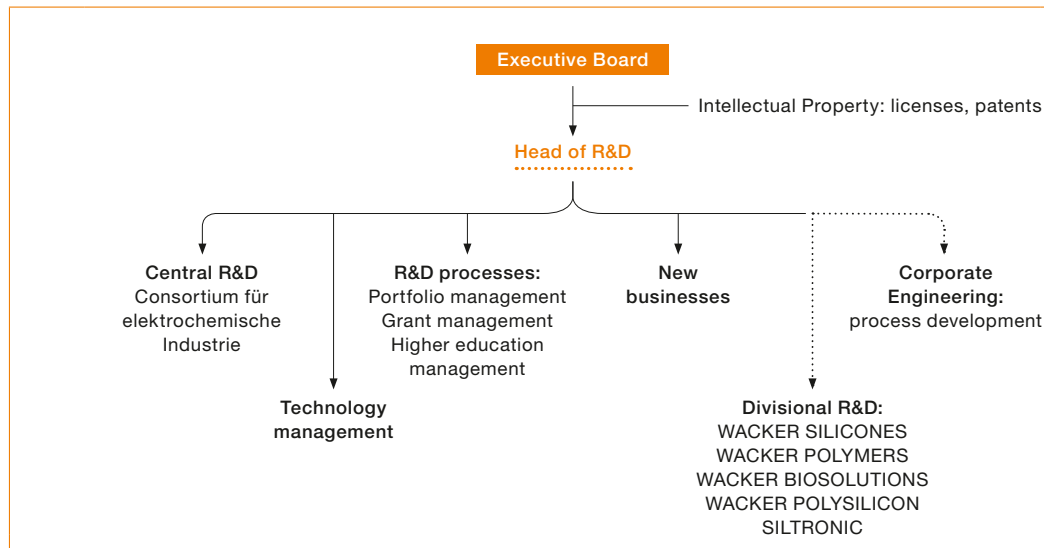 Executive Board
Intellectual Property: licenses, patents
Head of R&D
Central R&D
Consortium für
elektrochemische
Industrie
Technology
management
R&D processes:
Portfolio management
Grant management
Higher education
management
New
businesses
Divisional R&D:
WACKER SILICONES
WACKER POLYMERS
WACKER BIOSOLUTIONS
WACKER POLYSILICON
SILTRONIC
Corporate
Engineering:
process development